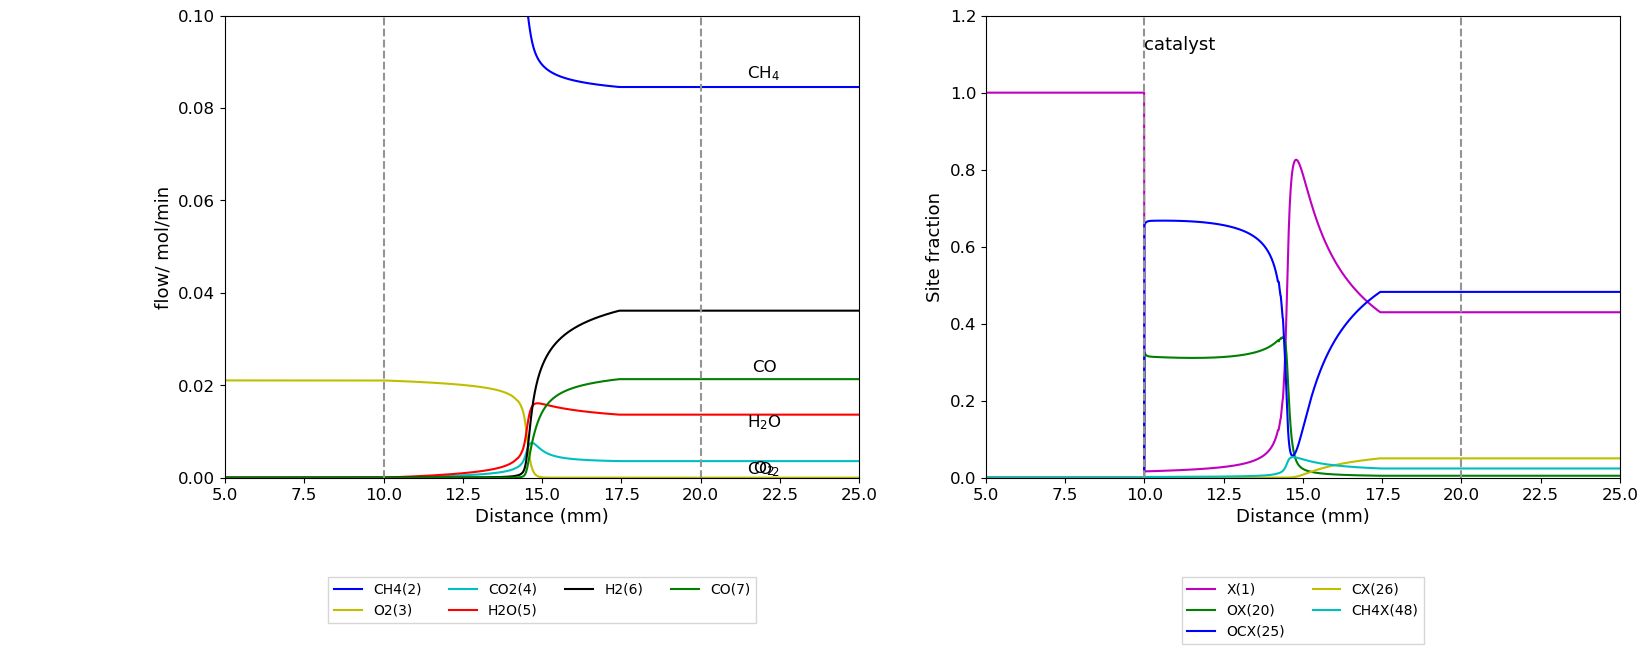 0.10
0.08
0.06
0.04
0.02
0.00
flow/ mol/min
CH₄
CO
H₂O
CO₂
O₂
5.0 7.5 10.0 12.5 15.0 17.5 20.0 22.5 25.0
Distance (mm)
CH4(2) CO2(4) H2(6) CO(7)
O2(3) H2O(5)
1.2
1.0
0.8
0.6
0.4
0.2
0.0
Site fraction
catalyst
5.0 7.5 10.0 12.5 15.0 17.5 20.0 22.5 25.0
Distance (mm)
X(1) CX(26)
OX(20) CH4X(48)
OCX(25)